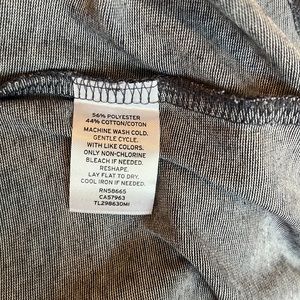 56% POLYESTER
44% COTTON/COTON
MACHINE WASH COLD.
GENTLE CYCLE.
WITH LIKE COLORS.
ONLY NON-CHLORINE
BLEACH IF NEEDED.
RESHAPE.
LAY FLAT TO DRY.
COOL IRON IF NEEDED.
RN58665
CA57963
TL298630MI